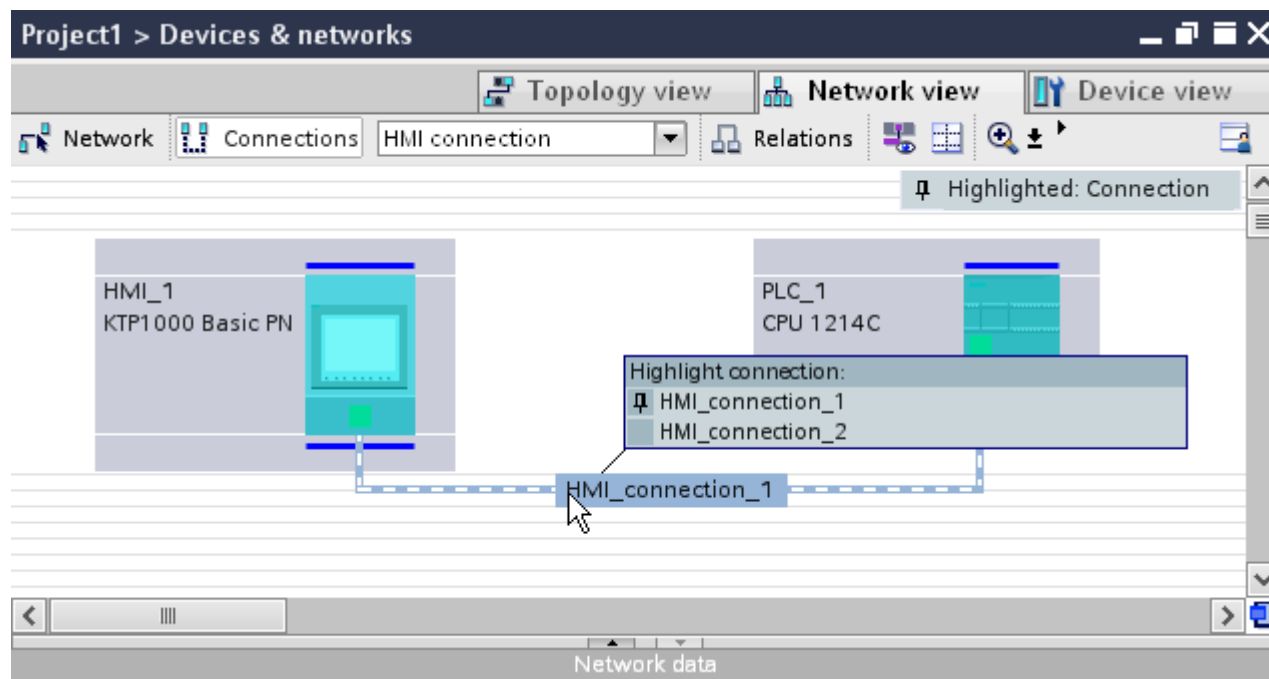 Project1 > Devices & networks
Topology view
Network view
Device view
Network
Connections
HMI connection
Relations
Highlighted: Connection
HMI_1
KTP1000 Basic PN
PLC_1
CPU 1214C
Highlight connection:
HMI_connection_1
HMI_connection_2
HMI_connection_1
Network data